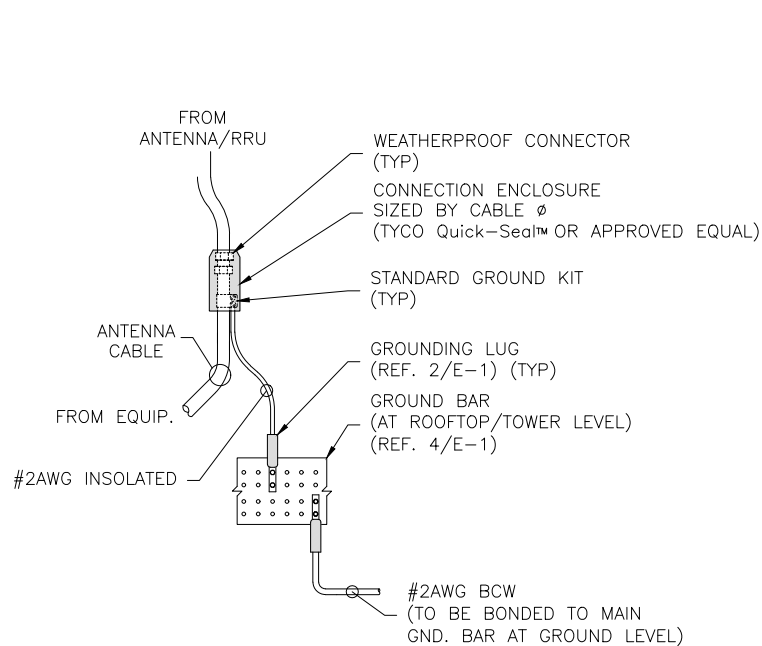 FROM
ANTENNA/RRU
WEATHERPROOF CONNECTOR
(TYP)
CONNECTION ENCLOSURE
SIZED BY CABLE ø
(TYCO Quick-Seal™ OR APPROVED EQUAL)
STANDARD GROUND KIT
(TYP)
ANTENNA
CABLE
GROUNDING LUG
(REF. 2/E-1) (TYP)
FROM EQUIP.
GROUND BAR
(AT ROOFTOP/TOWER LEVEL)
(REF. 4/E-1)
#2AWG INSOLATED
#2AWG BCW
(TO BE BONDED TO MAIN
GND. BAR AT GROUND LEVEL)